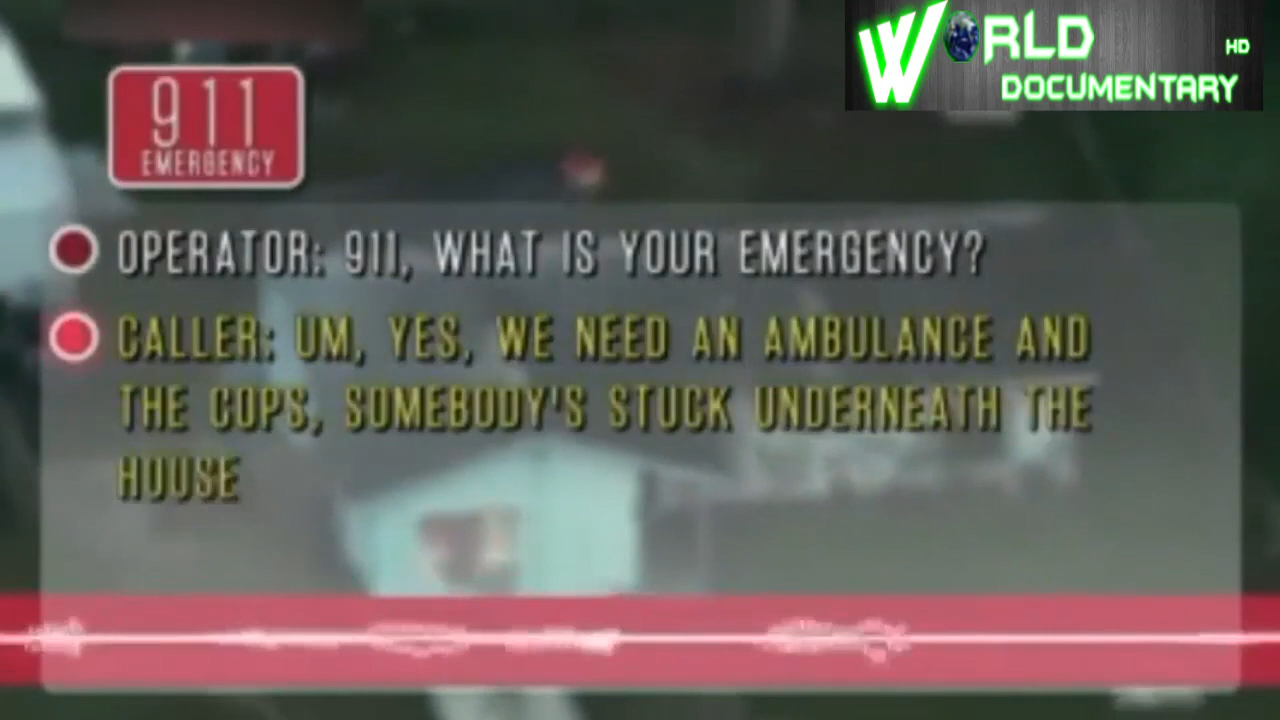 WORLD
HD
DOCUMENTARY
911
EMERGENCY
OPERATOR: 911, WHAT IS YOUR EMERGENCY?
CALLER: UM, YES, WE NEED AN AMBULANCE AND
THE COPS, SOMEBODY'S STUCK UNDERNEATH THE
HOUSE